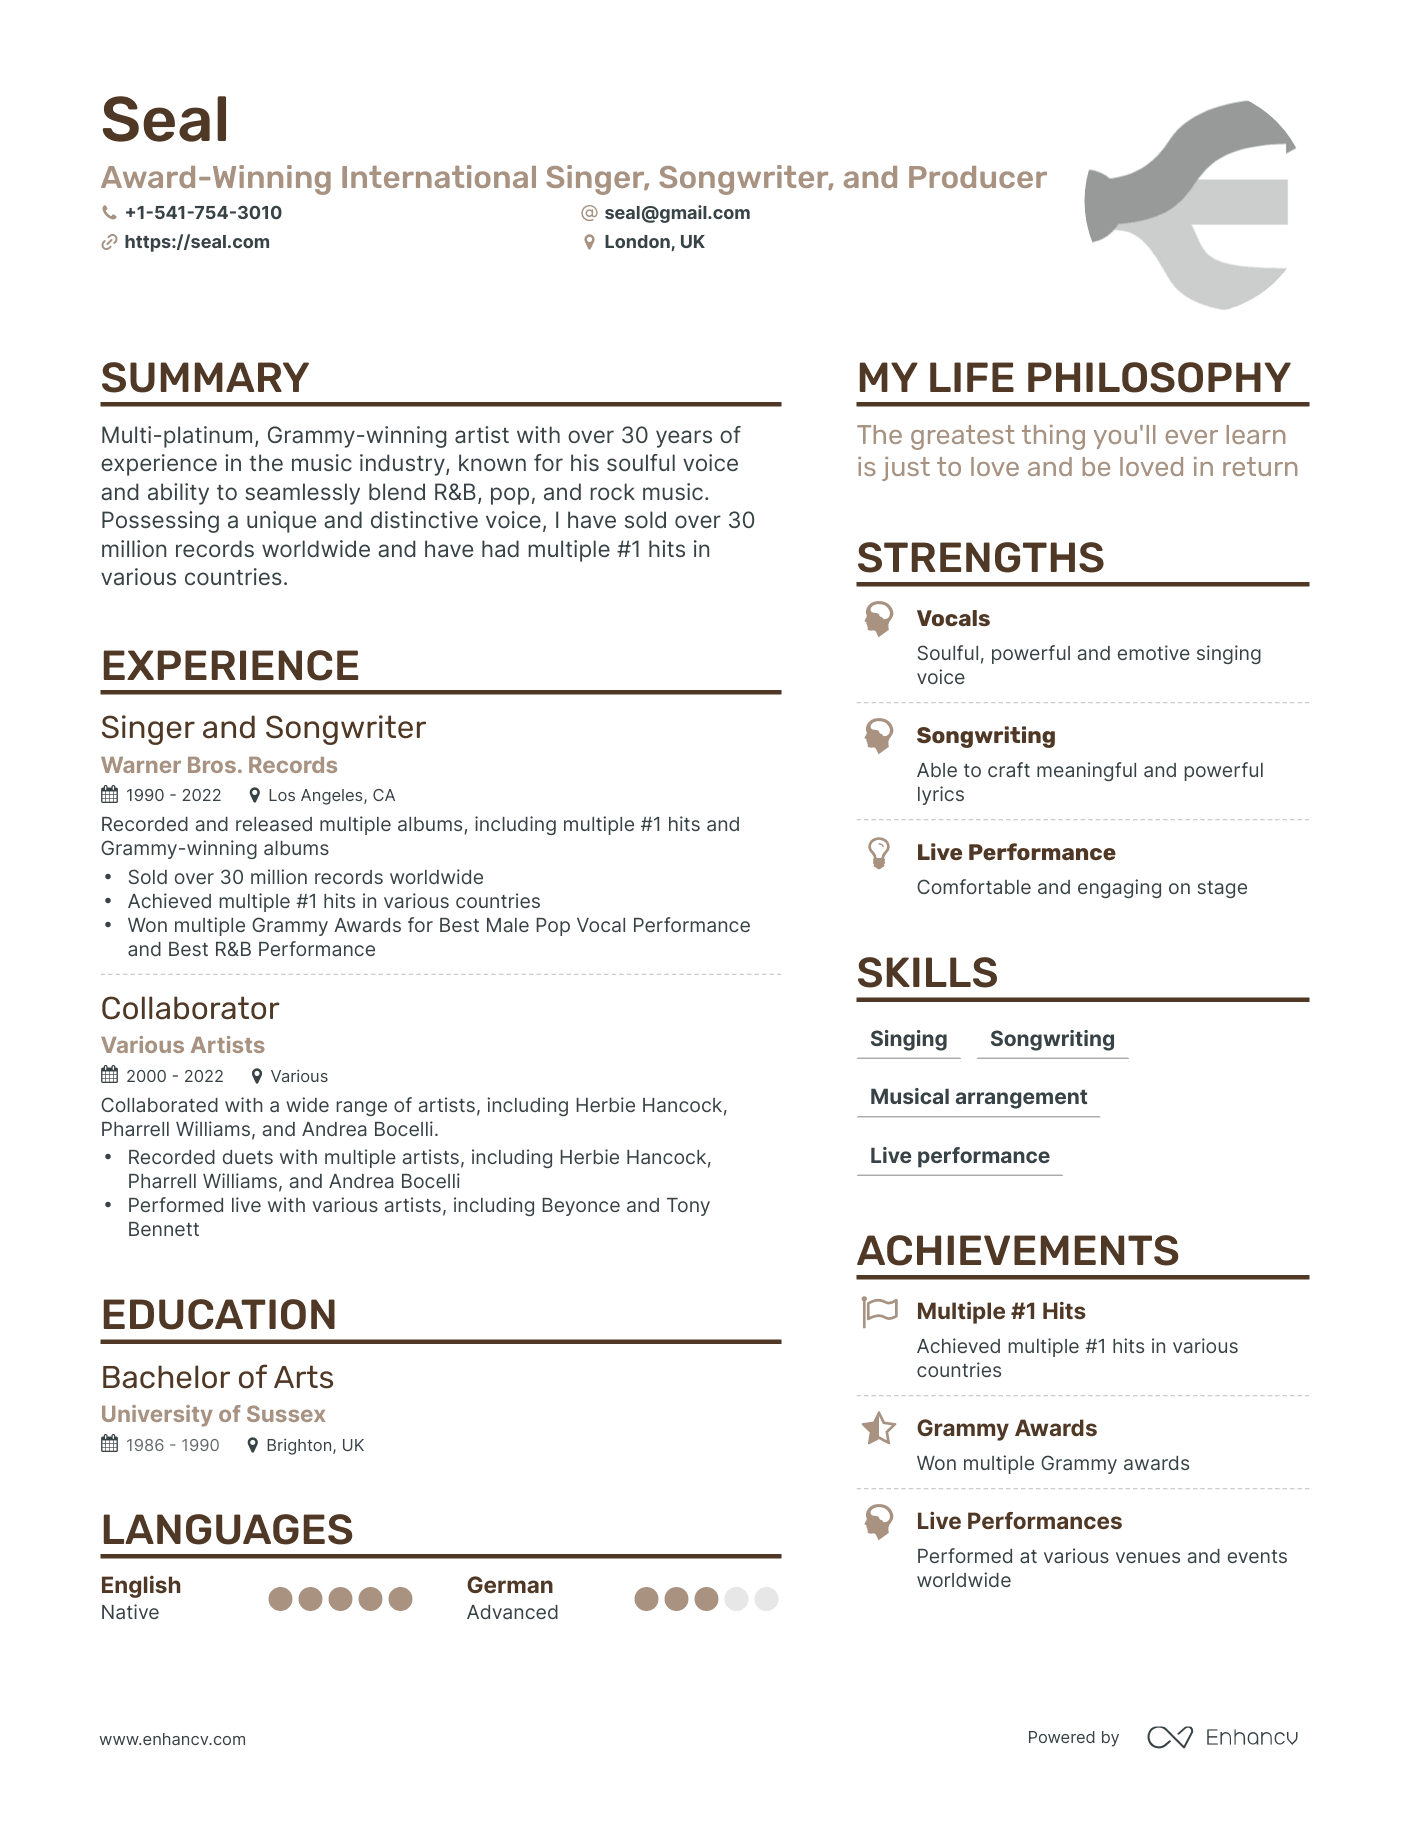 Seal
Award-Winning International Singer, Songwriter, and Producer
+1-541-754-3010
seal@gmail.com
https://seal.com
London, UK
SUMMARY
Multi-platinum, Grammy-winning artist with over 30 years of
experience in the music industry, known for his soulful voice
and ability to seamlessly blend R&B, pop, and rock music.
Possessing a unique and distinctive voice, I have sold over 30
million records worldwide and have had multiple #1 hits in
various countries.
EXPERIENCE
Singer and Songwriter
Warner Bros. Records
1990 - 2022 Los Angeles, CA
Recorded and released multiple albums, including multiple #1 hits and
Grammy-winning albums
• Sold over 30 million records worldwide
• Achieved multiple #1 hits in various countries
• Won multiple Grammy Awards for Best Male Pop Vocal Performance
and Best R&B Performance
Collaborator
Various Artists
2000 - 2022 Various
Collaborated with a wide range of artists, including Herbie Hancock,
Pharrell Williams, and Andrea Bocelli.
• Recorded duets with multiple artists, including Herbie Hancock,
Pharrell Williams, and Andrea Bocelli
• Performed live with various artists, including Beyonce and Tony
Bennett
EDUCATION
Bachelor of Arts
University of Sussex
1986 - 1990 Brighton, UK
LANGUAGES
English
Native
German
Advanced
MY LIFE PHILOSOPHY
The greatest thing you'll ever learn
is just to love and be loved in return
STRENGTHS
Vocals
Soulful, powerful and emotive singing
voice
Songwriting
Able to craft meaningful and powerful
lyrics
Live Performance
Comfortable and engaging on stage
SKILLS
Singing Songwriting
Musical arrangement
Live performance
ACHIEVEMENTS
Multiple #1 Hits
Achieved multiple #1 hits in various
countries
Grammy Awards
Won multiple Grammy awards
Live Performances
Performed at various venues and events
worldwide
www.enhancv.com
Powered by Enhancv